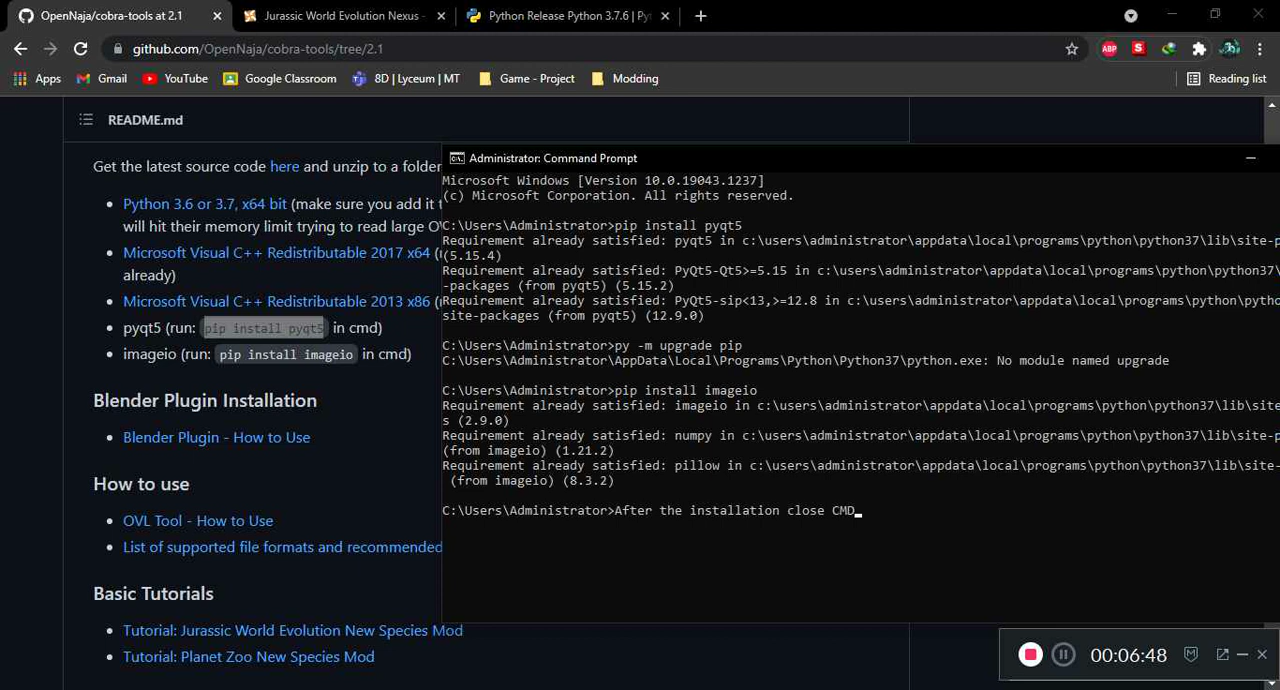 OpenNaja/cobra-tools at 2.1
Jurassic World Evolution Nexus -
Python Release Python 3.7.6 | Py
github.com/OpenNaja/cobra-tools/tree/2.1
Apps
Gmail
YouTube
Google Classroom
8D | Lyceum | MT
Game - Project
Modding
Reading list
README.md
Get the latest source code here and unzip to a folder
Python 3.6 or 3.7, x64 bit (make sure you add it t
will hit their memory limit trying to read large OV
Microsoft Visual C++ Redistributable 2017 x64 (
already)
Microsoft Visual C++ Redistributable 2013 x86 (
pyqt5 (run: pip install pyqt5 in cmd)
imageio (run: pip install imageio in cmd)
Blender Plugin Installation
Blender Plugin - How to Use
How to use
OVL Tool - How to Use
List of supported file formats and recommended
Basic Tutorials
Tutorial: Jurassic World Evolution New Species Mod
Tutorial: Planet Zoo New Species Mod
Administrator: Command Prompt
Microsoft Windows [Version 10.0.19043.1237]
(c) Microsoft Corporation. All rights reserved.
C:\Users\Administrator>pip install pyqt5
Requirement already satisfied: pyqt5 in c:\users\administrator\appdata\local\programs\python\python37\lib\site-p
(5.15.4)
Requirement already satisfied: PyQt5-Qt5>=5.15 in c:\users\administrator\appdata\local\programs\python\python37\
-packages (from pyqt5) (5.15.2)
Requirement already satisfied: PyQt5-sip<13,>=12.8 in c:\users\administrator\appdata\local\programs\python\pytho
site-packages (from pyqt5) (12.9.0)
C:\Users\Administrator>py -m upgrade pip
C:\Users\Administrator\AppData\Local\Programs\Python\Python37\python.exe: No module named upgrade
C:\Users\Administrator>pip install imageio
Requirement already satisfied: imageio in c:\users\administrator\appdata\local\programs\python\python37\lib\site
s (2.9.0)
Requirement already satisfied: numpy in c:\users\administrator\appdata\local\programs\python\python37\lib\site-p
(from imageio) (1.21.2)
Requirement already satisfied: pillow in c:\users\administrator\appdata\local\programs\python\python37\lib\site-
(from imageio) (8.3.2)
C:\Users\Administrator>After the installation close CMD
00:06:48